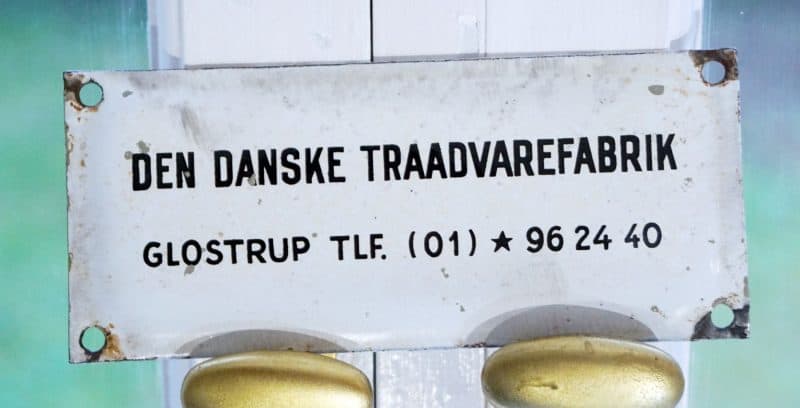 DEN DANSKE TRAADVAREFABRIK
GLOSTRUP TLF. (01) ★ 96 24 40